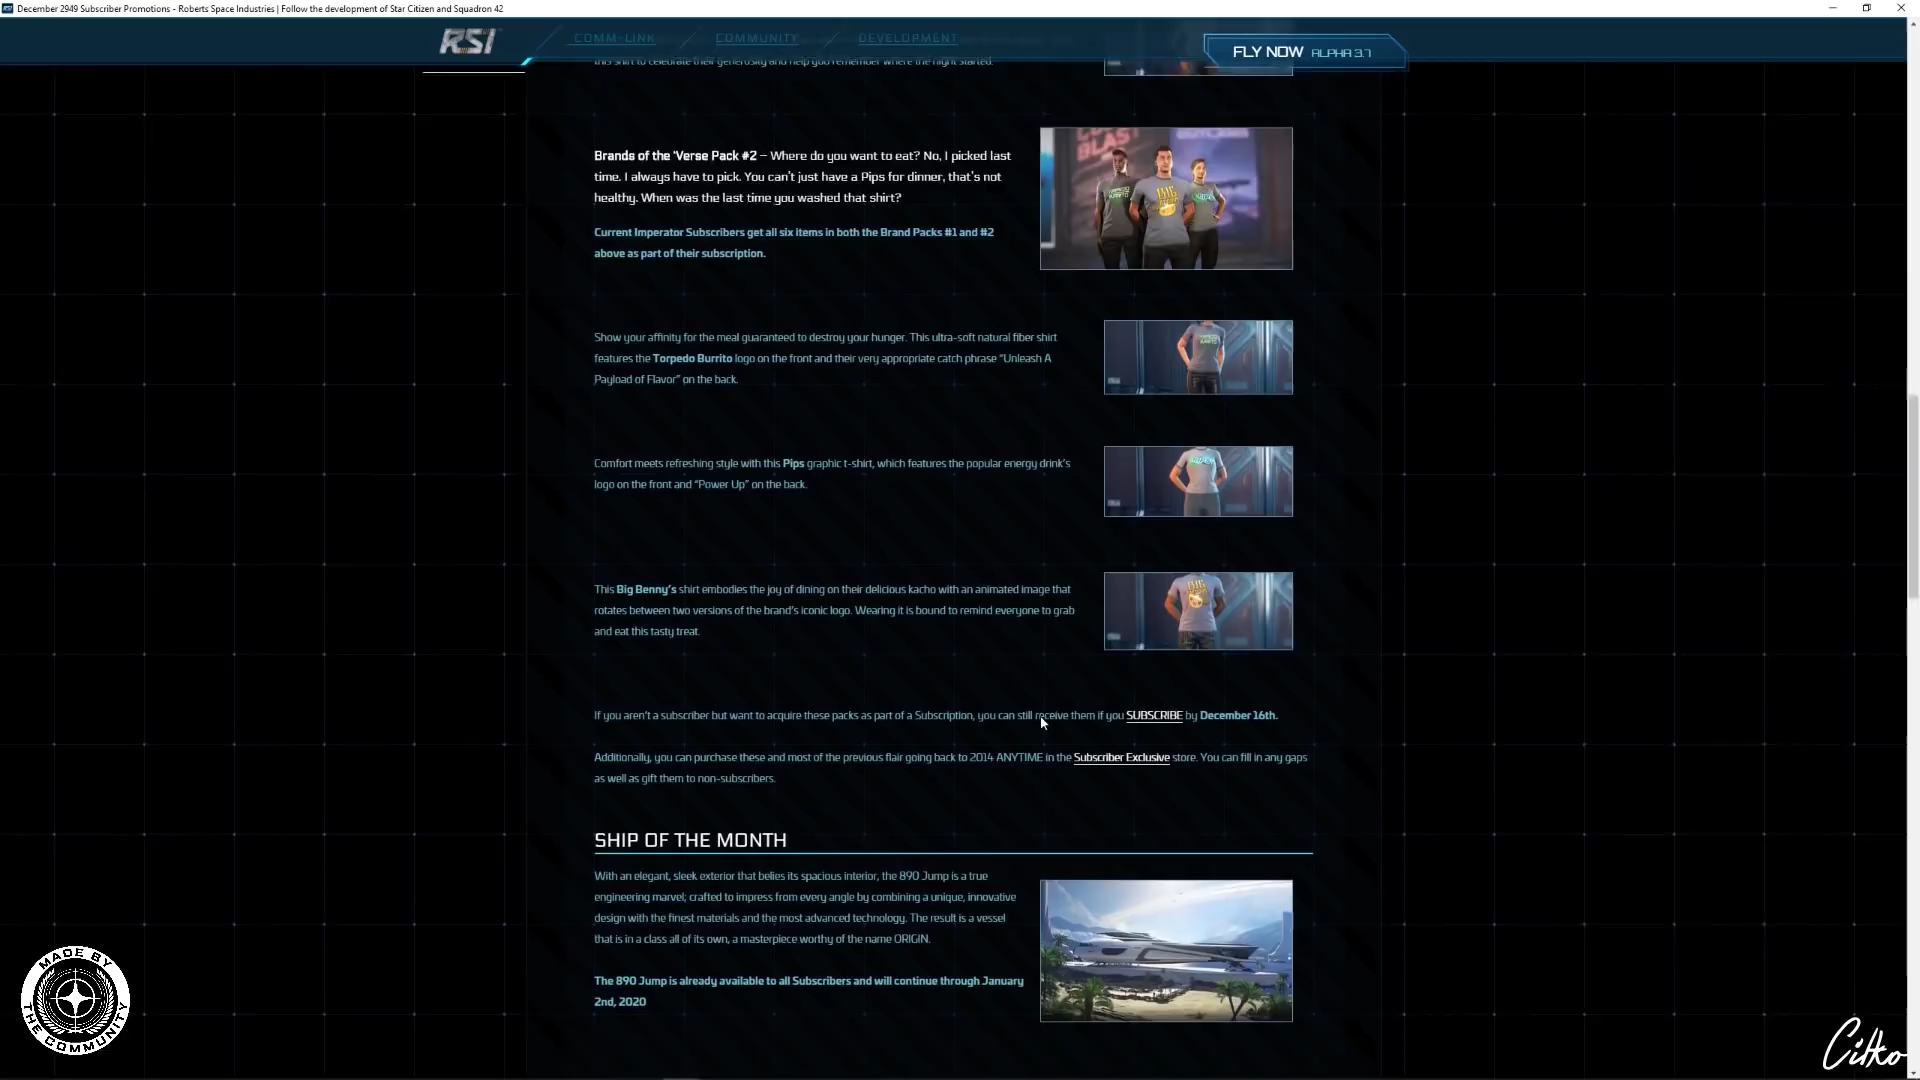 December 2949 Subscriber Promotions - Roberts Space Industries | Follow the development of Star Citizen and Squadron 42
RSI
COMM-LINK
COMMUNITY
DEVELOPMENT
FLY NOW ALPHA 3.7
this shirt to celebrate their generosity and help you remember where the night started.
Brands of the 'Verse Pack #2 – Where do you want to eat? No, I picked last
time. I always have to pick. You can't just have a Pips for dinner, that's not
healthy. When was the last time you washed that shirt?
Current Imperator Subscribers get all six items in both the Brand Packs #1 and #2
above as part of their subscription.
Show your affinity for the meal guaranteed to destroy your hunger. This ultra-soft natural fiber shirt
features the Torpedo Burrito logo on the front and their very appropriate catch phrase "Unleash A
Payload of Flavor" on the back.
Comfort meets refreshing style with this Pips graphic t-shirt, which features the popular energy drink's
logo on the front and "Power Up" on the back.
This Big Benny's shirt embodies the joy of dining on their delicious kacho with an animated image that
rotates between two versions of the brand's iconic logo. Wearing it is bound to remind everyone to grab
and eat this tasty treat.
If you aren't a subscriber but want to acquire these packs as part of a Subscription, you can still receive them if you SUBSCRIBE by December 16th.
Additionally, you can purchase these and most of the previous flair going back to 2014 ANYTIME in the Subscriber Exclusive store. You can fill in any gaps
as well as gift them to non-subscribers.
SHIP OF THE MONTH
With an elegant, sleek exterior that belies its spacious interior, the 890 Jump is a true
engineering marvel; crafted to impress from every angle by combining a unique, innovative
design with the finest materials and the most advanced technology. The result is a vessel
that is in a class all of its own, a masterpiece worthy of the name ORIGIN.
The 890 Jump is already available to all Subscribers and will continue through January
2nd, 2020
MADE BY
THE COMMUNITY